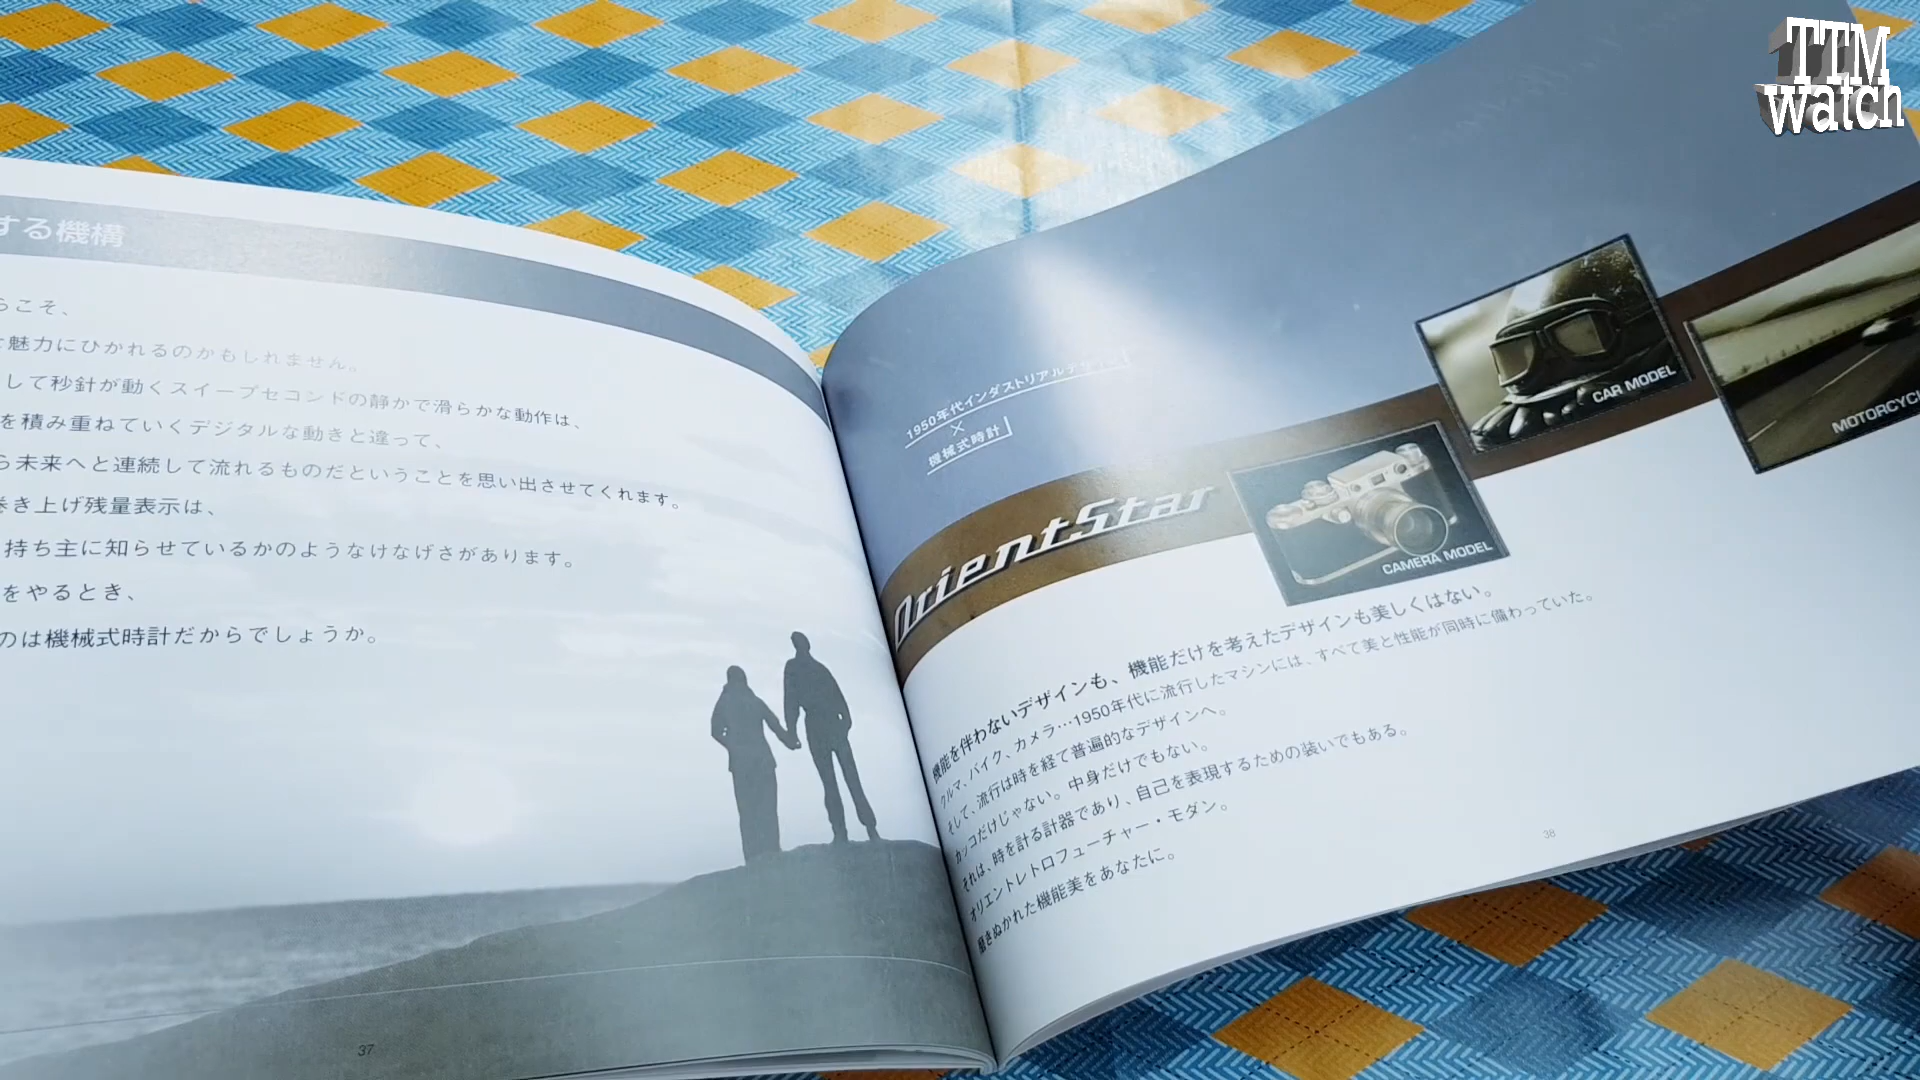 する機構
らこそ、
魅力にひかれるのかもしれません。
して秒針が動くスイープセコンドの静かで滑らかな動作は、
を積み重ねていくデジタルな動きと違って、
ら未来へと連続して流れるものだということを思い出させてくれます。
巻き上げ残量表示は、
持ち主に知らせているかのようなけなげさがあります。
をやるとき、
のは機械式時計だからでしょうか。
37
1950年代インダストリアルデザイン
×
機械式時計
OrientStar
CAMERA MODEL
CAR MODEL
MOTORCYC
機能を伴わないデザインも、機能だけを考えたデザインも美しくはない。
クルマ、バイク、カメラ…1950年代に流行したマシンには、すべて美と性能が同時に備わっていた。
そして、流行は時を経て普遍的なデザインへ。
カッコだけじゃない。中身だけでもない。
それは、時を計る計器であり、自己を表現するための装いでもある。
オリエントレトロフューチャー・モダン。
磨きぬかれた機能美をあなたに。
38
TTM
watch